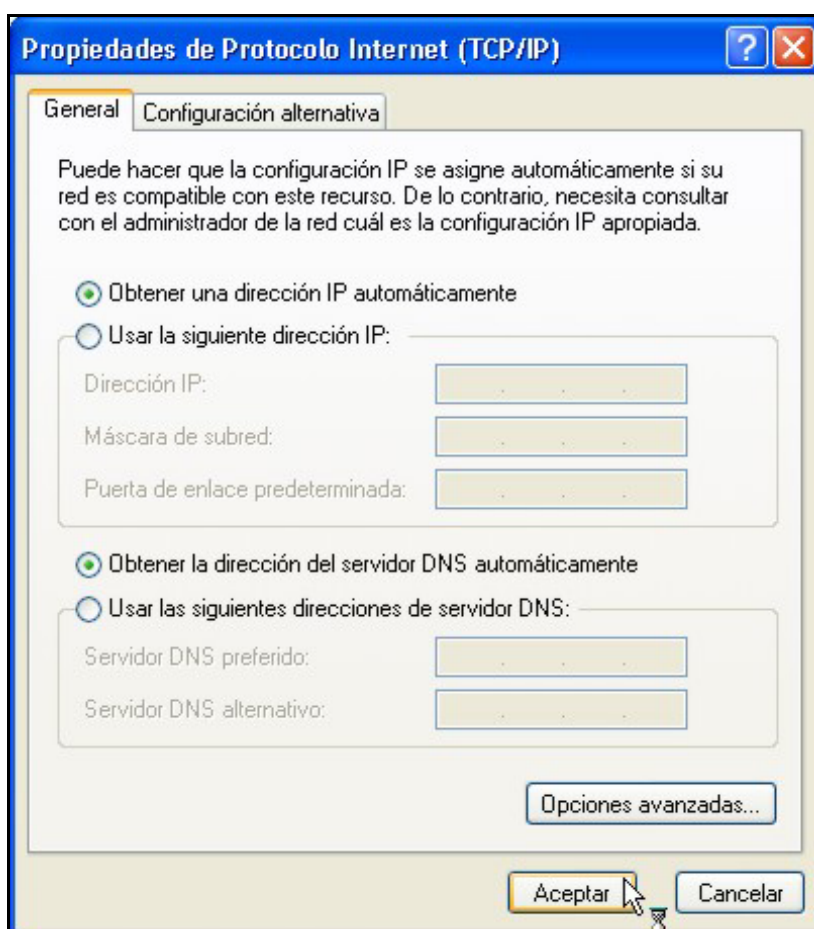 Propiedades de Protocolo Internet (TCP/IP)
General
Configuración alternativa
Puede hacer que la configuración IP se asigne automáticamente si su
red es compatible con este recurso. De lo contrario, necesita consultar
con el administrador de la red cuál es la configuración IP apropiada.
Obtener una dirección IP automáticamente
Usar la siguiente dirección IP:
Dirección IP:
Máscara de subred:
Puerta de enlace predeterminada:
Obtener la dirección del servidor DNS automáticamente
Usar las siguientes direcciones de servidor DNS:
Servidor DNS preferido:
Servidor DNS alternativo:
Opciones avanzadas...
Aceptar
Cancelar